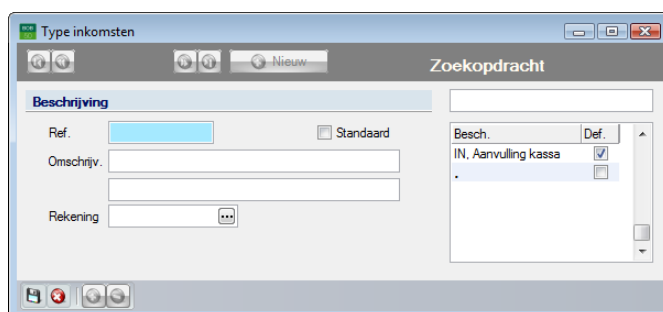 Type inkomsten
Nieuw
Zoekopdracht
Beschrijving
Ref.
Standaard
Omschrijv.
Rekening
...
Besch. Def.
IN, Aanvulling kassa
.